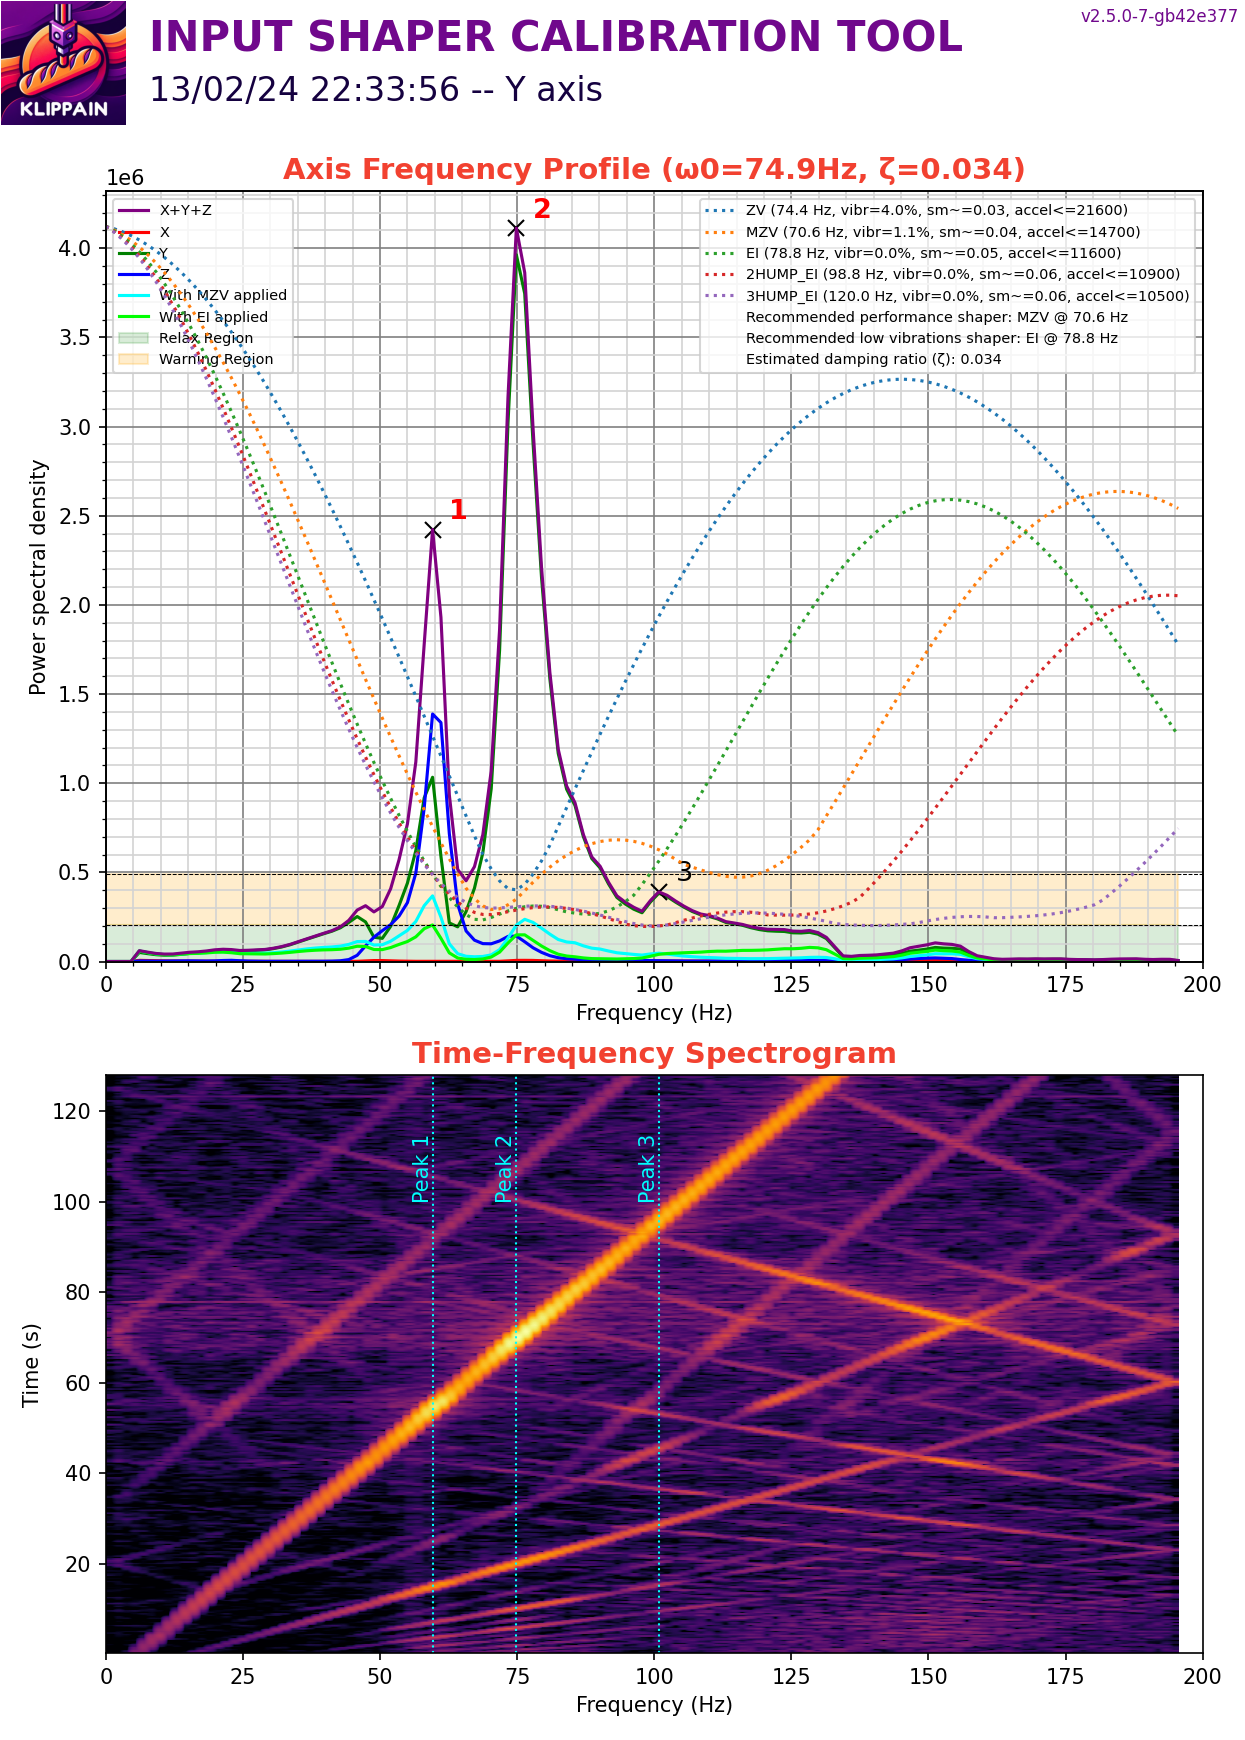 KLIPPAIN
INPUT SHAPER CALIBRATION TOOL
v2.5.0-7-gb42e377
13/02/24 22:33:56 -- Y axis
Axis Frequency Profile (ω0=74.9Hz, ζ=0.034)
1e6
X+Y+Z
X
Y
Z
With MZV applied
With EI applied
Relax Region
Warning Region
ZV (74.4 Hz, vibr=4.0%, sm~=0.03, accel<=21600)
MZV (70.6 Hz, vibr=1.1%, sm~=0.04, accel<=14700)
EI (78.8 Hz, vibr=0.0%, sm~=0.05, accel<=11600)
2HUMP_EI (98.8 Hz, vibr=0.0%, sm~=0.06, accel<=10900)
3HUMP_EI (120.0 Hz, vibr=0.0%, sm~=0.06, accel<=10500)
Recommended performance shaper: MZV @ 70.6 Hz
Recommended low vibrations shaper: EI @ 78.8 Hz
Estimated damping ratio (ζ): 0.034
2
1
3
4.0
3.5
3.0
2.5
2.0
1.5
1.0
0.5
0.0
Power spectral density
0 25 50 75 100 125 150 175 200
Frequency (Hz)
Time-Frequency Spectrogram
Peak 1
Peak 2
Peak 3
120
100
80
60
40
20
Time (s)
0 25 50 75 100 125 150 175 200
Frequency (Hz)